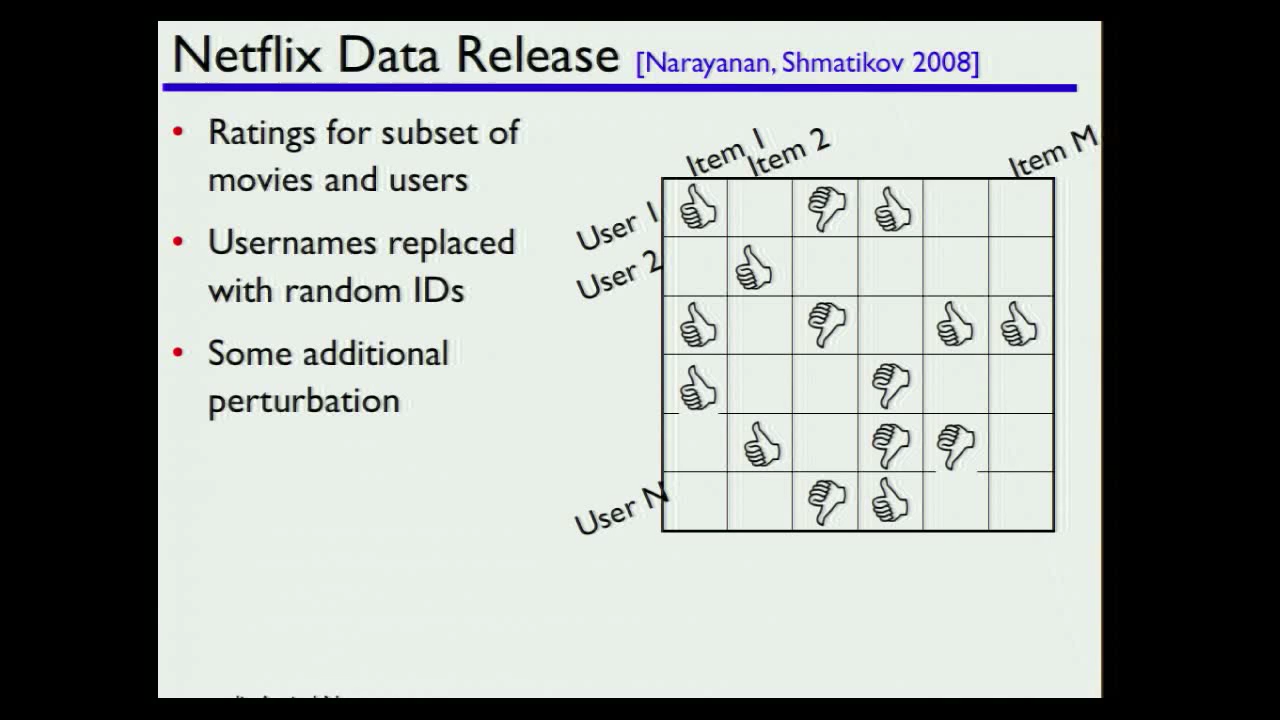 Netflix Data Release [Narayanan, Shmatikov 2008]
• Ratings for subset of
movies and users
• Usernames replaced
with random IDs
• Some additional
perturbation
Item 1
Item 2
Item M
User 1
User 2
User N